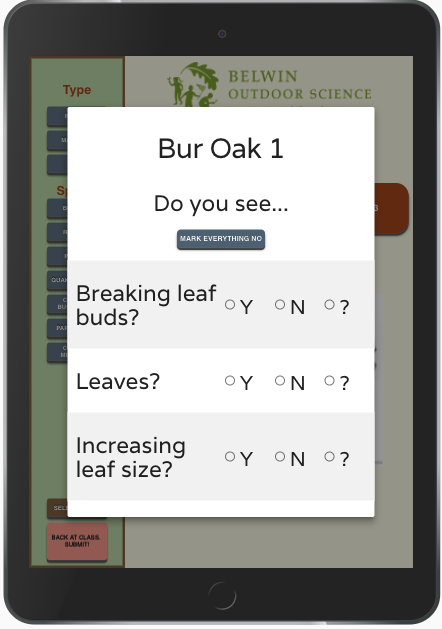 Type
BELWIN
OUTDOOR SCIENCE
Bur Oak 1
Do you see...
MARK EVERYTHING NO
Breaking leaf
buds?
Y N ?
Leaves? Y N ?
Increasing
leaf size?
Y N ?
BACK AT CLASS.
SUBMIT!